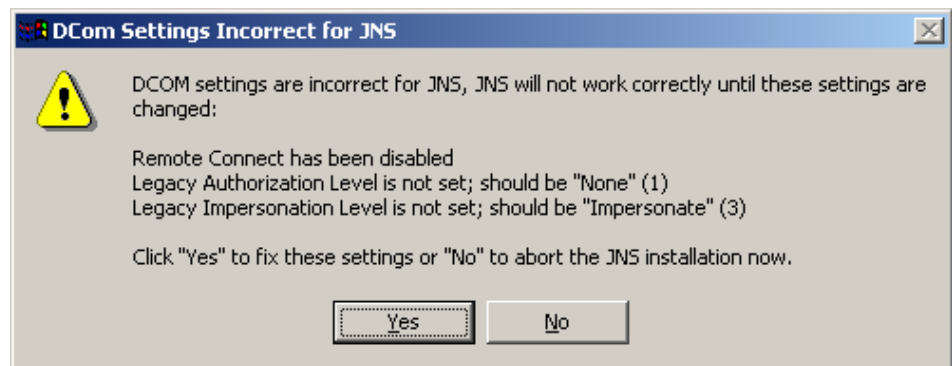 DCom Settings Incorrect for JNS
DCOM settings are incorrect for JNS, JNS will not work correctly until these settings are
changed:
Remote Connect has been disabled
Legacy Authorization Level is not set; should be "None" (1)
Legacy Impersonation Level is not set; should be "Impersonate" (3)
Click "Yes" to fix these settings or "No" to abort the JNS installation now.
Yes
No